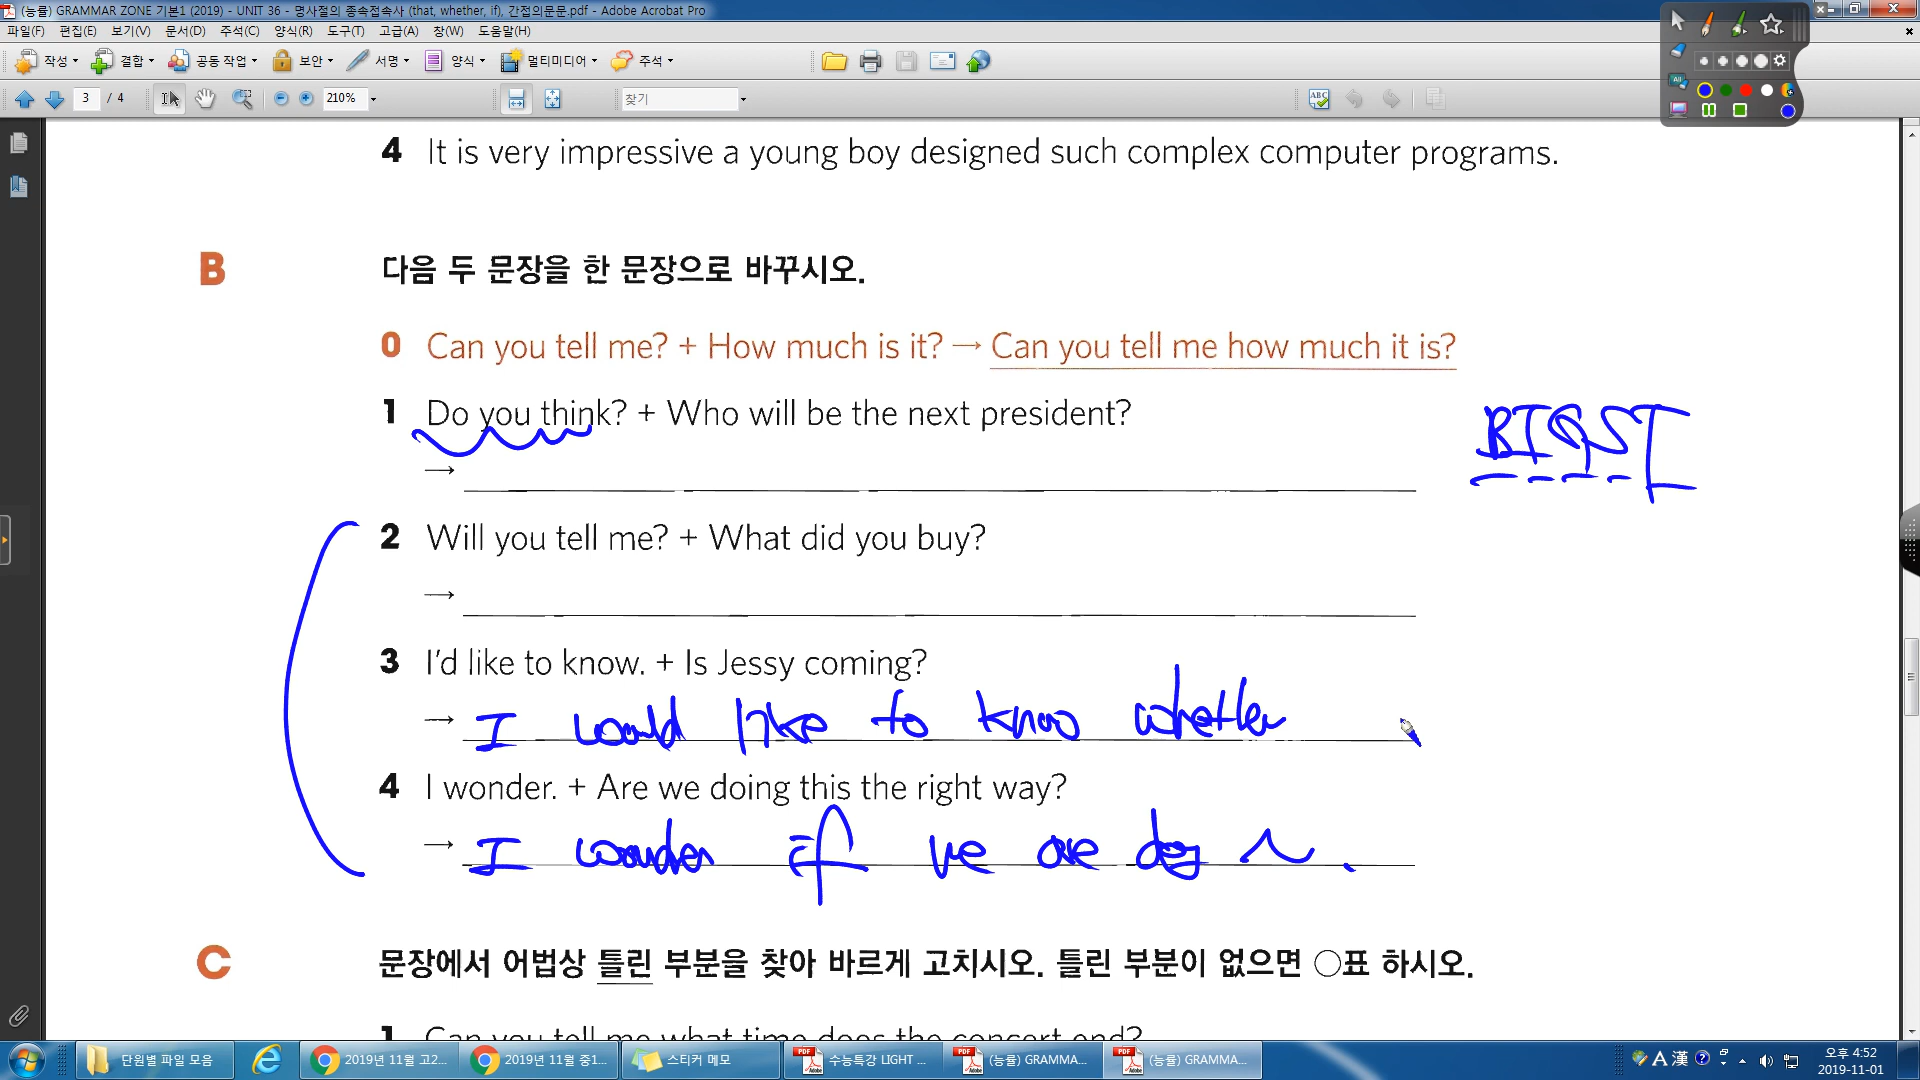 (능률) GRAMMAR ZONE 기본1 (2019) - UNIT 36 - 명사절의 종속접속사 (that, whether, if), 간접의문문.pdf - Adobe Acrobat Pro
파일(F) 편집(E) 보기(V) 문서(D) 주석(C) 양식(R) 도구(T) 고급(A) 창(W) 도움말(H)
작성 결합 공동 작업 보안 서명 양식 멀티미디어 주석
3 / 4 210% 찾기
4 It is very impressive a young boy designed such complex computer programs.
B 다음 두 문장을 한 문장으로 바꾸시오.
0 Can you tell me? + How much is it? → Can you tell me how much it is?
1 Do you think? + Who will be the next president?
BIGSI
→
2 Will you tell me? + What did you buy?
→
3 I'd like to know. + Is Jessy coming?
→ I would like to know whether
4 I wonder. + Are we doing this the right way?
→ I wonder if we are doing ~ .
C 문장에서 어법상 틀린 부분을 찾아 바르게 고치시오. 틀린 부분이 없으면 ○표 하시오.
1 Can you tell me what time does the concert end?
단원별 파일 모음 2019년 11월 고2... 2019년 11월 중1... 스티커 메모 수능특강 LIGHT ... (능률) GRAMMA... (능률) GRAMMA... A 漢 오후 4:52
2019-11-01